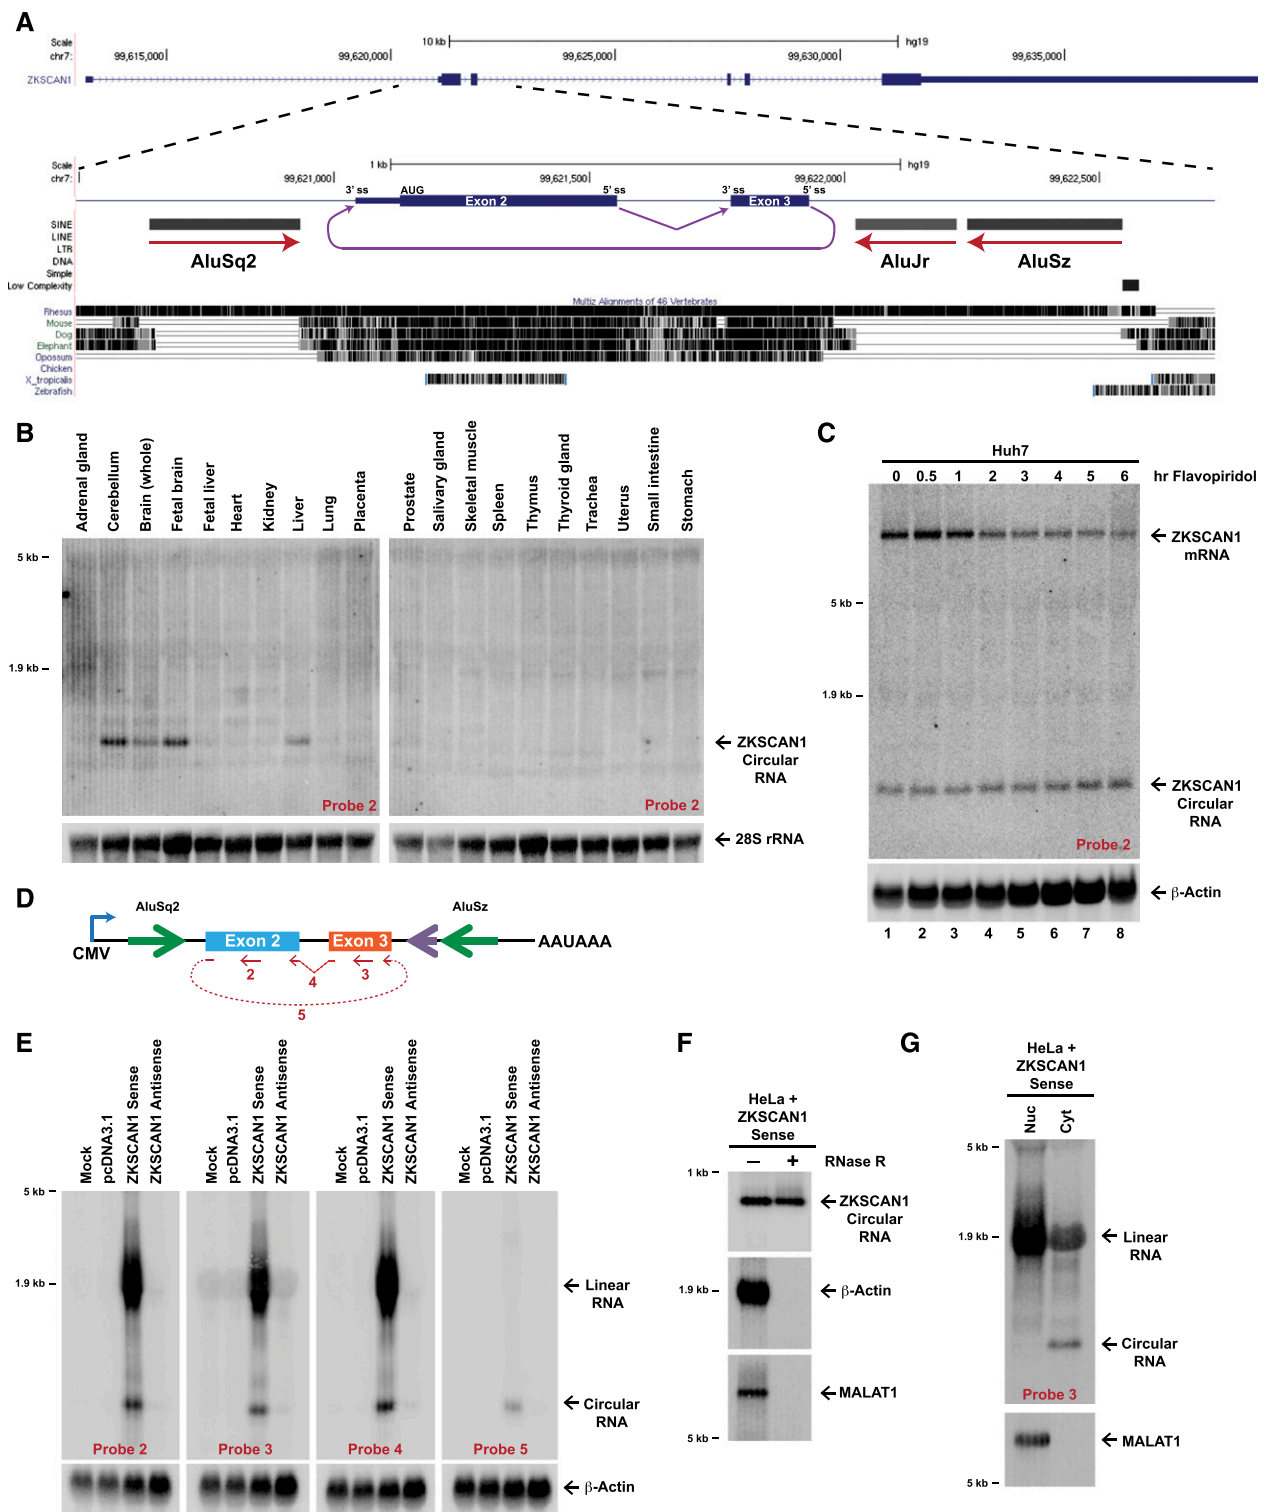 A
Scale
10 kb
hg19
chr7:
99,615,000
99,620,000
99,625,000
99,630,000
99,635,000
ZKSCAN1
Scale
1 kb
hg19
chr7:
99,621,000
99,621,500
99,622,000
99,622,500
3' ss
AUG
5' ss
3' ss
5' ss
Exon 2
Exon 3
SINE
LINE
LTR
DNA
Simple
Low Complexity
AluSq2
AluJr
AluSz
Multiz Alignments of 46 Vertebrates
Rhesus
Mouse
Dog
Elephant
Opossum
Chicken
X_tropicalis
Zebrafish
B
Adrenal gland
Cerebellum
Brain (whole)
Fetal brain
Fetal liver
Heart
Kidney
Liver
Lung
Placenta
Prostate
Salivary gland
Skeletal muscle
Spleen
Thymus
Thyroid gland
Trachea
Uterus
Small intestine
Stomach
5 kb
1.9 kb
ZKSCAN1
Circular
RNA
Probe 2
Probe 2
28S rRNA
C
Huh7
0 0.5 1 2 3 4 5 6
hr Flavopiridol
ZKSCAN1
mRNA
5 kb
1.9 kb
ZKSCAN1
Circular
RNA
Probe 2
β-Actin
1 2 3 4 5 6 7 8
D
AluSq2
AluSz
CMV
Exon 2
Exon 3
AAUAAA
2
4
3
5
E
Mock
pcDNA3.1
ZKSCAN1 Sense
ZKSCAN1 Antisense
Mock
pcDNA3.1
ZKSCAN1 Sense
ZKSCAN1 Antisense
Mock
pcDNA3.1
ZKSCAN1 Sense
ZKSCAN1 Antisense
Mock
pcDNA3.1
ZKSCAN1 Sense
ZKSCAN1 Antisense
5 kb
1.9 kb
Linear
RNA
Circular
RNA
Probe 2
Probe 3
Probe 4
Probe 5
β-Actin
F
HeLa +
ZKSCAN1
Sense
– +
RNase R
1 kb
ZKSCAN1
Circular
RNA
1.9 kb
β-Actin
MALAT1
5 kb
G
HeLa +
ZKSCAN1
Sense
Nuc
Cyt
5 kb
1.9 kb
Linear
RNA
Circular
RNA
Probe 3
MALAT1
5 kb